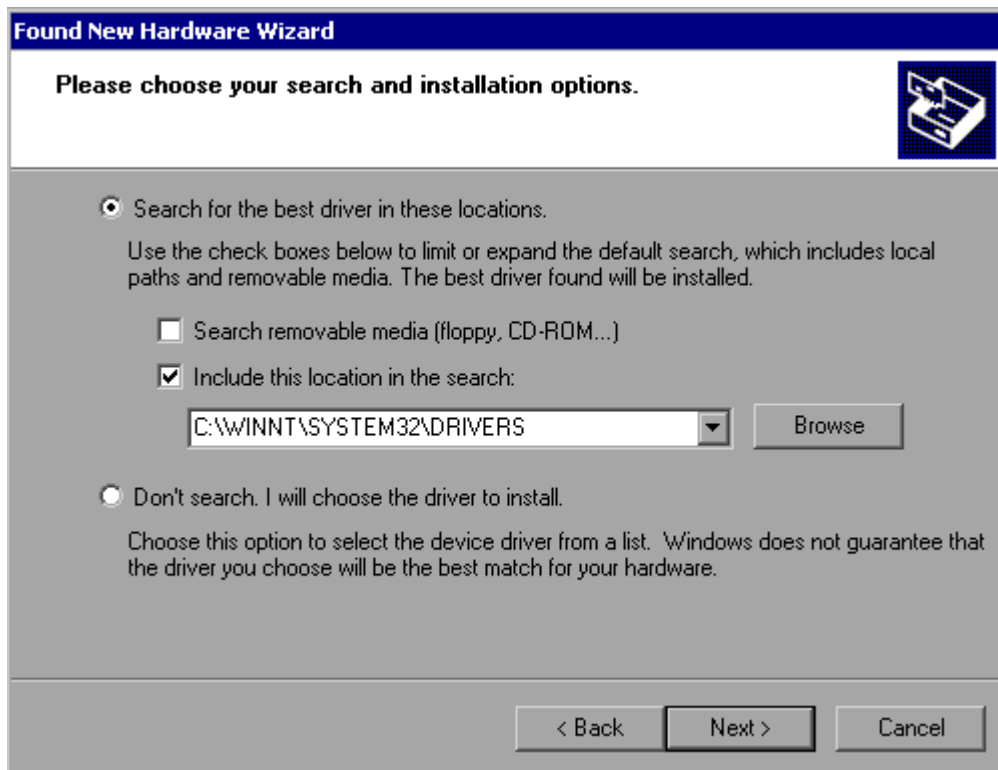 Found New Hardware Wizard
Please choose your search and installation options.
Search for the best driver in these locations.
Use the check boxes below to limit or expand the default search, which includes local
paths and removable media. The best driver found will be installed.
Search removable media (floppy, CD-ROM...)
Include this location in the search:
C:\WINNT\SYSTEM32\DRIVERS
Browse
Don't search. I will choose the driver to install.
Choose this option to select the device driver from a list.  Windows does not guarantee that
the driver you choose will be the best match for your hardware.
< Back
Next >
Cancel